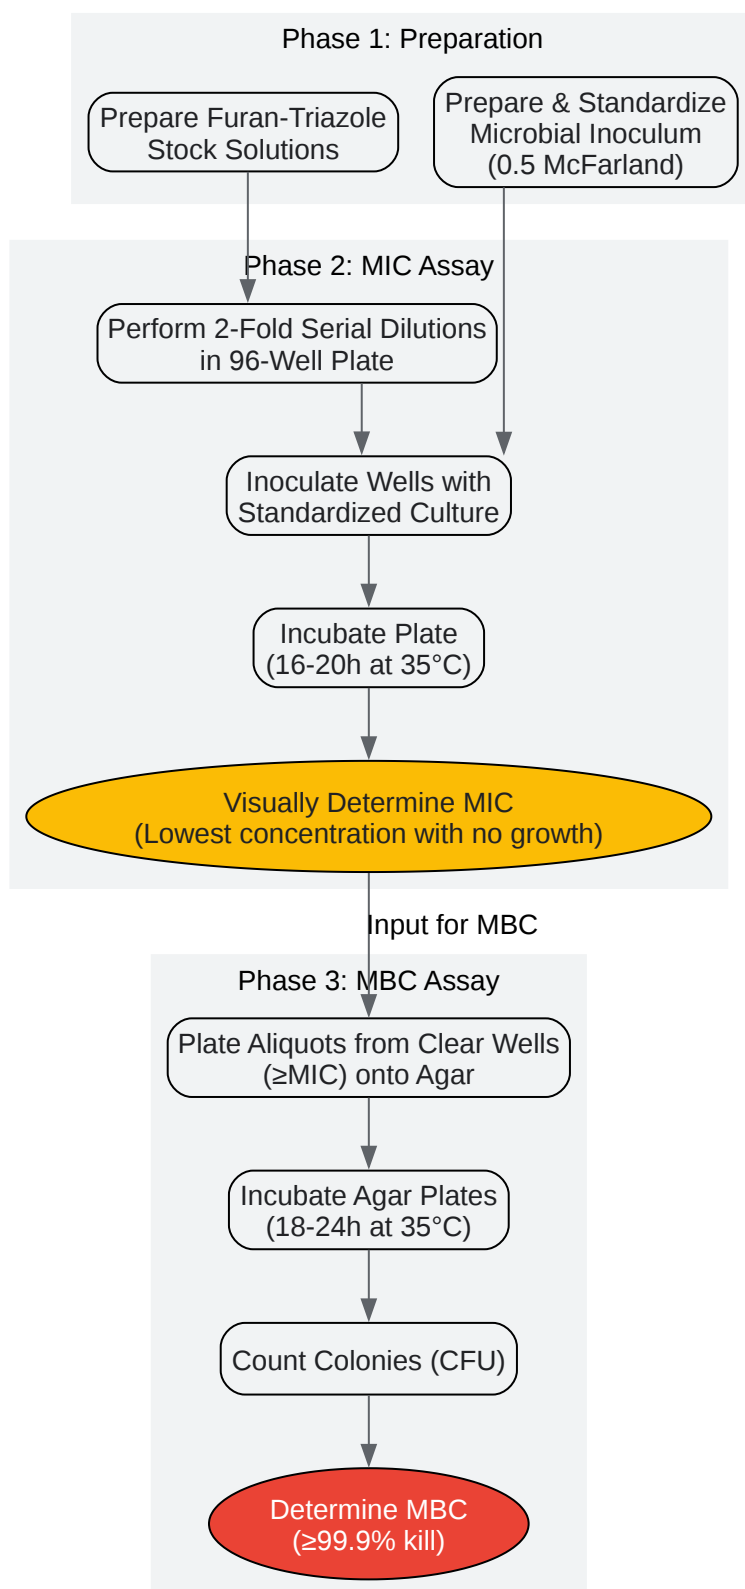 Phase 1: Preparation
Prepare Furan-Triazole
Stock Solutions
Prepare & Standardize
Microbial Inoculum
(0.5 McFarland)
Phase 2: MIC Assay
Perform 2-Fold Serial Dilutions
in 96-Well Plate
Inoculate Wells with
Standardized Culture
Incubate Plate
(16-20h at 35°C)
Visually Determine MIC
(Lowest concentration with no growth)
Input for MBC
Phase 3: MBC Assay
Plate Aliquots from Clear Wells
(≥MIC) onto Agar
Incubate Agar Plates
(18-24h at 35°C)
Count Colonies (CFU)
Determine MBC
(≥99.9% kill)